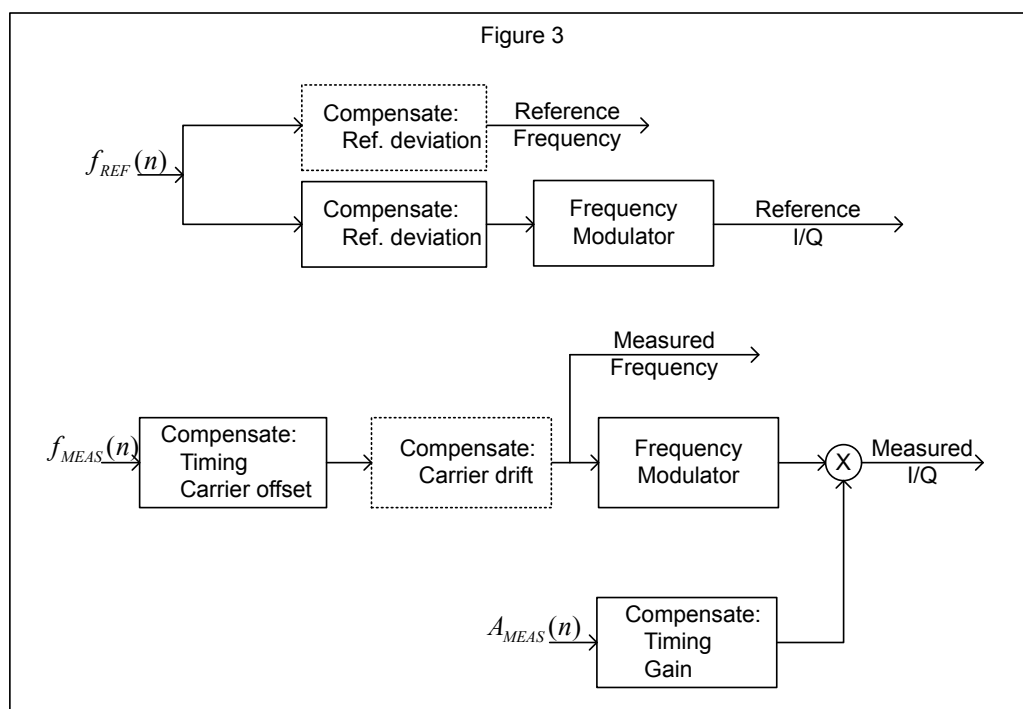 Figure 3
Compensate:
Ref. deviation
Reference
Frequency
f_REF(n)
Compensate:
Ref. deviation
Frequency
Modulator
Reference
I/Q
Measured
Frequency
f_MEAS(n)
Compensate:
Timing
Carrier offset
Compensate:
Carrier drift
Frequency
Modulator
X
Measured
I/Q
A_MEAS(n)
Compensate:
Timing
Gain